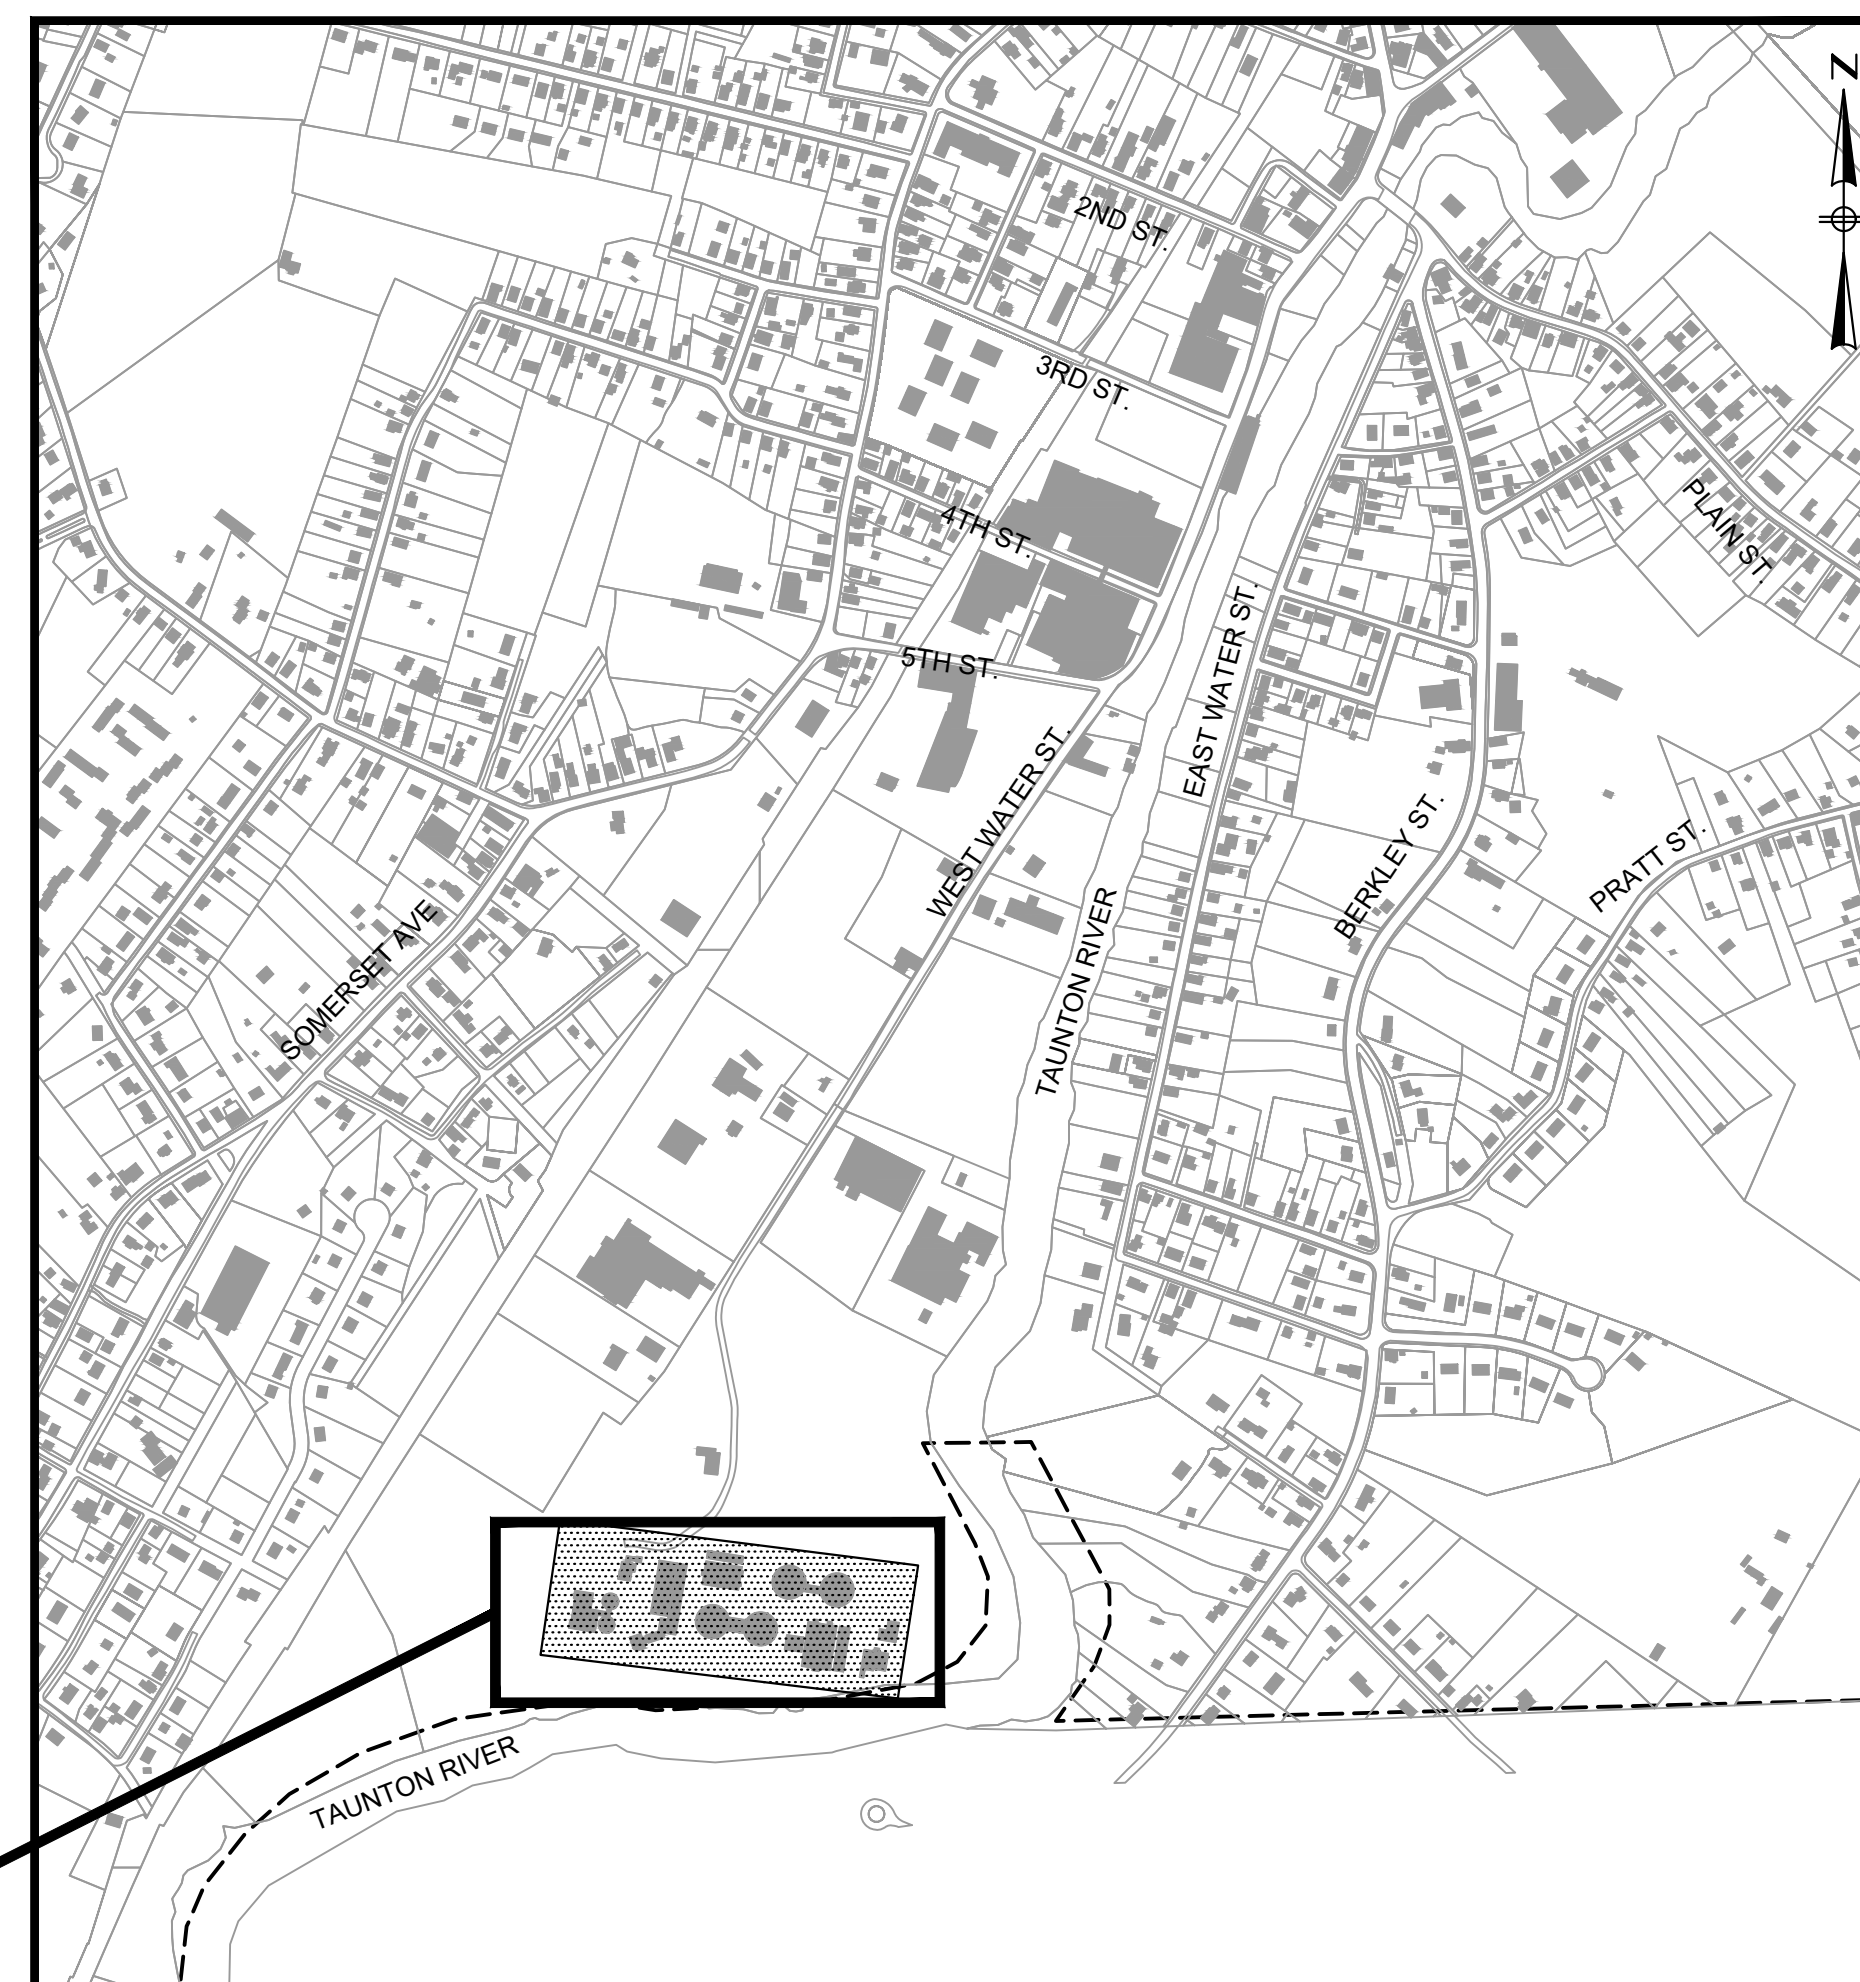 N
2ND ST.
3RD ST.
PLAIN ST.
4TH ST.
EAST WATER ST.
5TH ST.
WEST WATER ST.
BERKLEY ST.
PRATT ST.
SOMERSET AVE
TAUNTON RIVER
TAUNTON RIVER